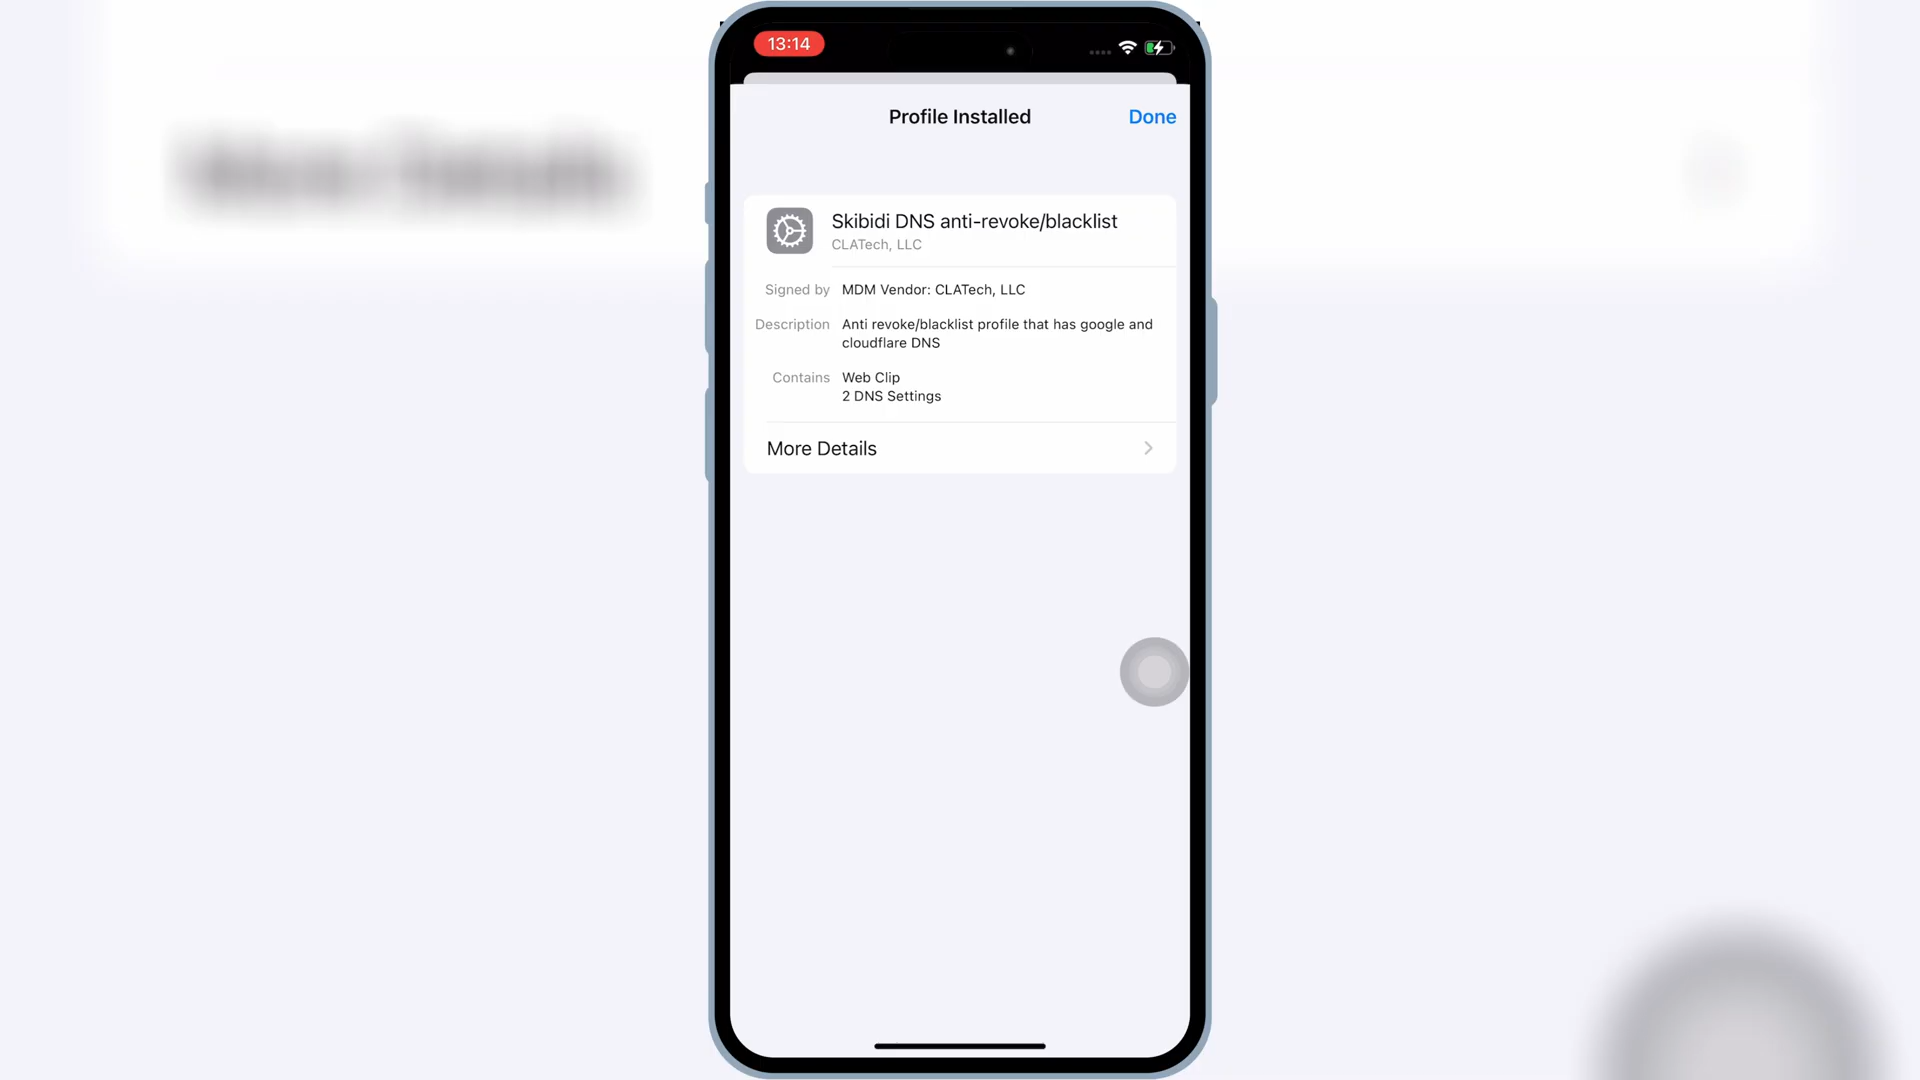 13:14
Profile Installed
Done
Skibidi DNS anti-revoke/blacklist
CLATech, LLC
Signed by MDM Vendor: CLATech, LLC
Description Anti revoke/blacklist profile that has google and
cloudflare DNS
Contains Web Clip
2 DNS Settings
More Details